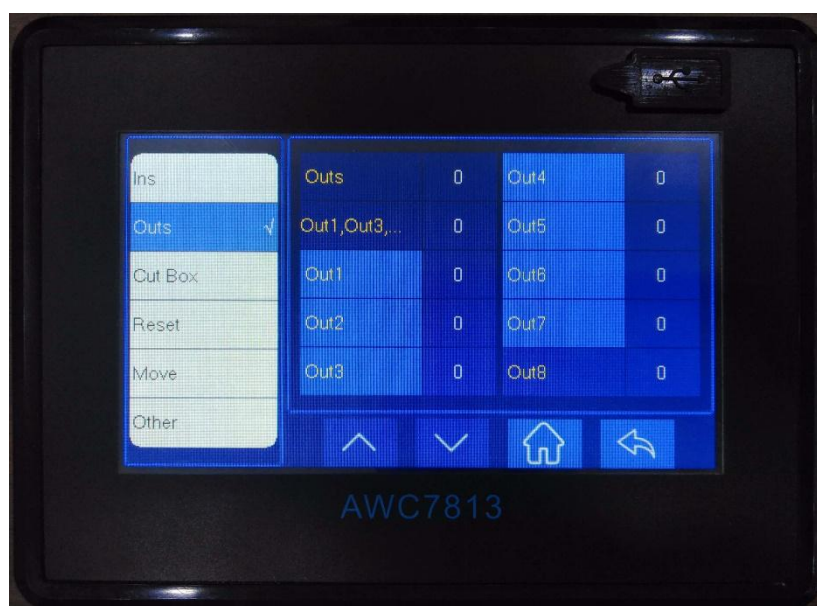 Ins
Outs √
Cut Box
Reset
Move
Other
Outs 0 Out4 0
Out1,Out3,... 0 Out5 0
Out1 0 Out6 0
Out2 0 Out7 0
Out3 0 Out8 0
AWC7813